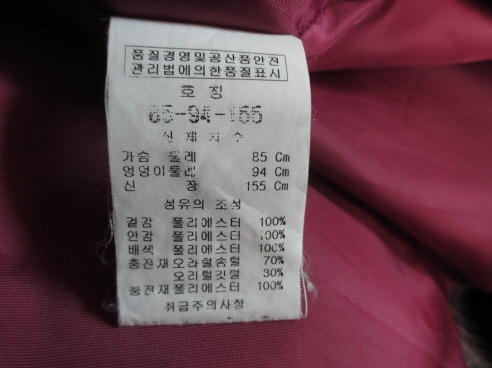 품질경영및공산품안전
관리법에의한품질표시
호칭
85-94-155
신체치수
가슴 둘레 85 Cm
엉덩이둘레 94 Cm
신 장 155 Cm
섬유의 조성
겉감 폴리에스터 100%
안감 폴리에스터 100%
배색 폴리에스터 100%
충전재오리털솜털 70%
오리털깃털 30%
충전재폴리에스터 100%
취급주의사항